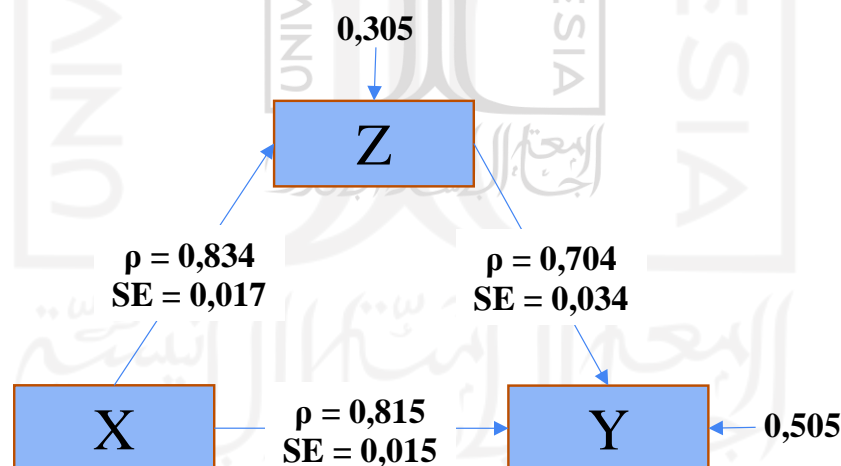 0,305
Z
ρ = 0,834
SE = 0,017
ρ = 0,704
SE = 0,034
X
ρ = 0,815
SE = 0,015
Y
0,505